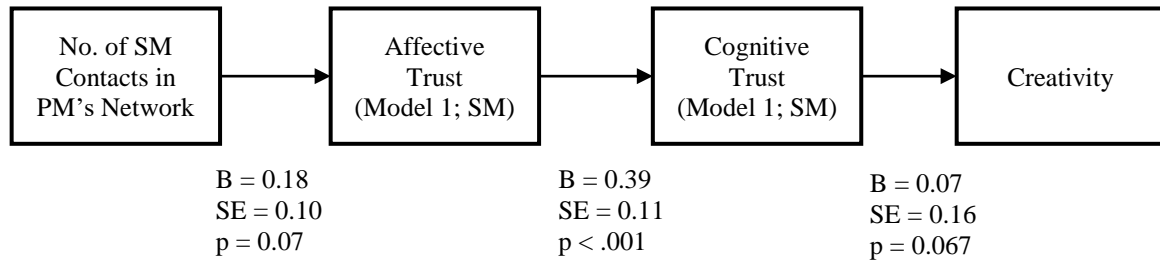 No. of SM
Contacts in
PM's Network
Affective
Trust
(Model 1; SM)
Cognitive
Trust
(Model 1; SM)
Creativity
B = 0.18
SE = 0.10
p = 0.07
B = 0.39
SE = 0.11
p < .001
B = 0.07
SE = 0.16
p = 0.067